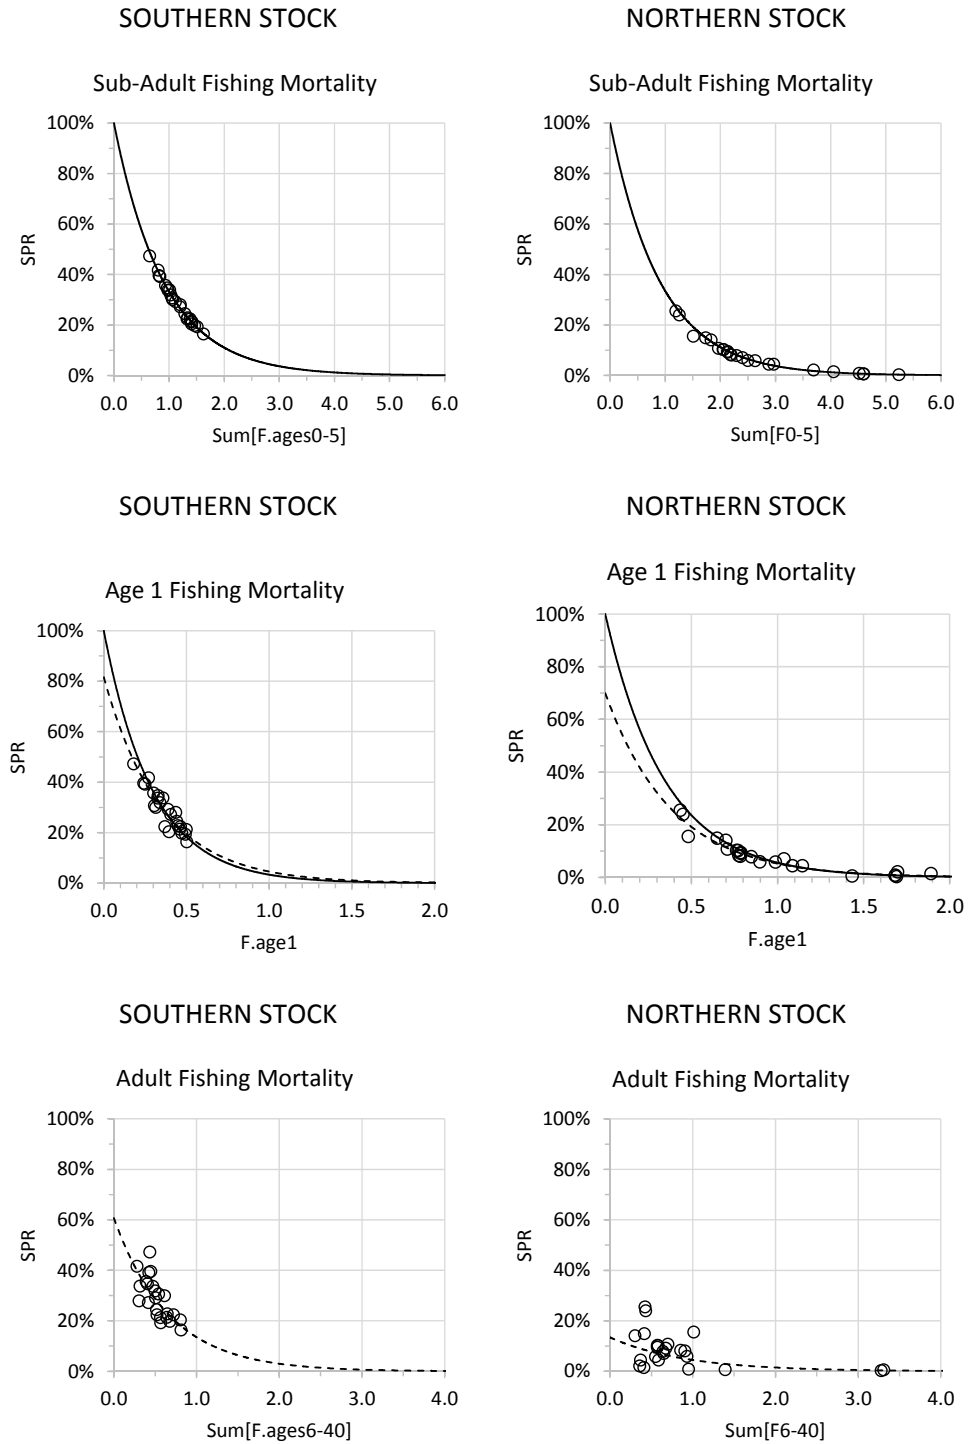 SOUTHERN STOCK
NORTHERN STOCK
Sub-Adult Fishing Mortality
Sub-Adult Fishing Mortality
100%
80%
60%
40%
20%
0%
SPR
0.0 1.0 2.0 3.0 4.0 5.0 6.0
Sum[F.ages0-5]
100%
80%
60%
40%
20%
0%
SPR
0.0 1.0 2.0 3.0 4.0 5.0 6.0
Sum[F0-5]
SOUTHERN STOCK
NORTHERN STOCK
Age 1 Fishing Mortality
Age 1 Fishing Mortality
100%
80%
60%
40%
20%
0%
SPR
0.0 0.5 1.0 1.5 2.0
F.age1
100%
80%
60%
40%
20%
0%
SPR
0.0 0.5 1.0 1.5 2.0
F.age1
SOUTHERN STOCK
NORTHERN STOCK
Adult Fishing Mortality
Adult Fishing Mortality
100%
80%
60%
40%
20%
0%
SPR
0.0 1.0 2.0 3.0 4.0
Sum[F.ages6-40]
100%
80%
60%
40%
20%
0%
SPR
0.0 1.0 2.0 3.0 4.0
Sum[F6-40]